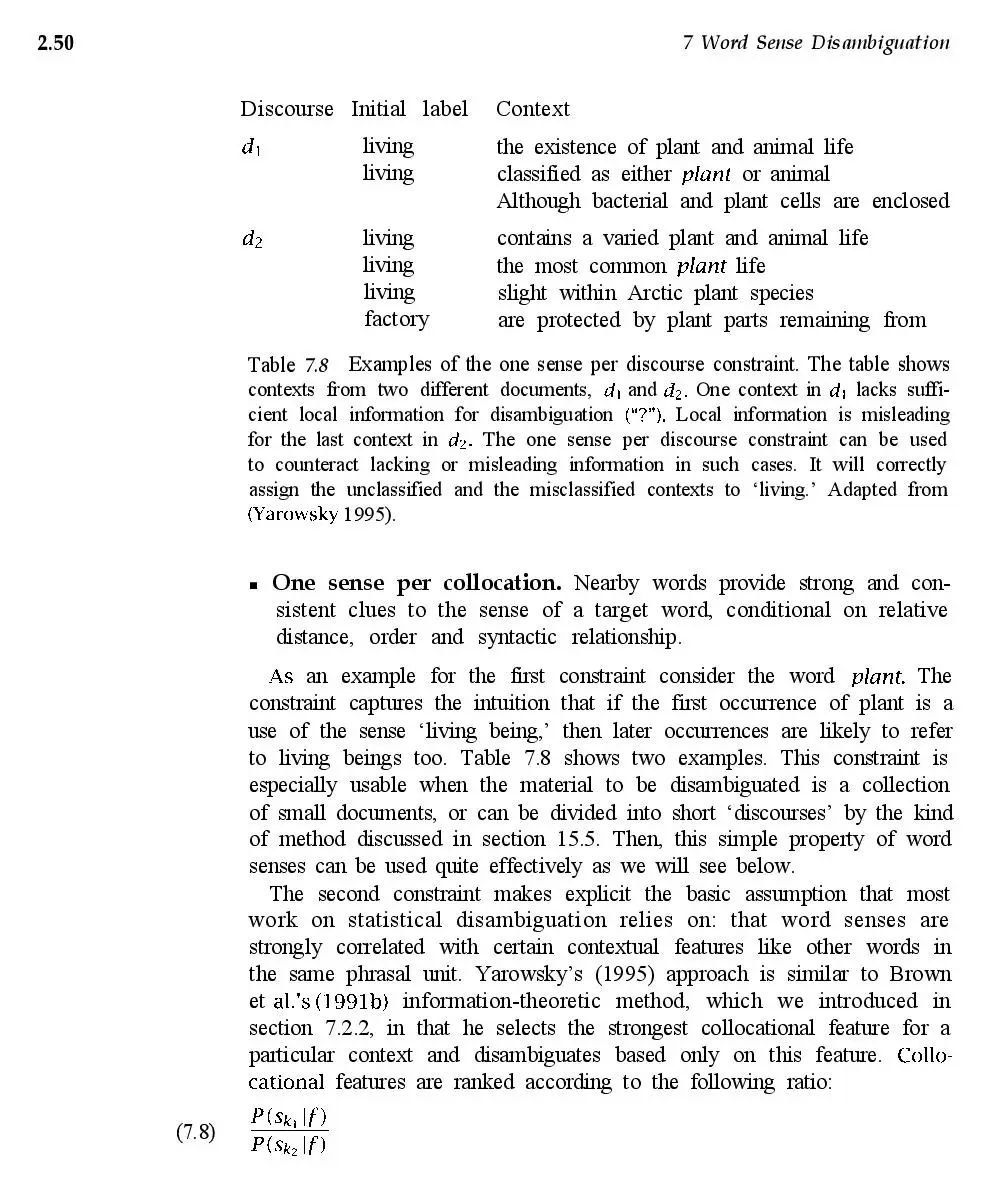 2.50 7 Word Sense Disambiguation
Discourse Initial label Context
d1 living the existence of plant and animal life
living classified as either plant or animal
Although bacterial and plant cells are enclosed
d2 living contains a varied plant and animal life
living the most common plant life
living slight within Arctic plant species
factory are protected by plant parts remaining from
Table 7.8 Examples of the one sense per discourse constraint. The table shows
contexts from two different documents, d1 and d2. One context in d1 lacks suffi-
cient local information for disambiguation (“?”). Local information is misleading
for the last context in d2. The one sense per discourse constraint can be used
to counteract lacking or misleading information in such cases. It will correctly
assign the unclassified and the misclassified contexts to ‘living.’ Adapted from
(Yarowsky 1995).
▪ One sense per collocation. Nearby words provide strong and con-
sistent clues to the sense of a target word, conditional on relative
distance, order and syntactic relationship.
As an example for the first constraint consider the word plant. The
constraint captures the intuition that if the first occurrence of plant is a
use of the sense ‘living being,’ then later occurrences are likely to refer
to living beings too. Table 7.8 shows two examples. This constraint is
especially usable when the material to be disambiguated is a collection
of small documents, or can be divided into short ‘discourses’ by the kind
of method discussed in section 15.5. Then, this simple property of word
senses can be used quite effectively as we will see below.
The second constraint makes explicit the basic assumption that most
work on statistical disambiguation relies on: that word senses are
strongly correlated with certain contextual features like other words in
the same phrasal unit. Yarowsky’s (1995) approach is similar to Brown
et al.’s (1991b) information-theoretic method, which we introduced in
section 7.2.2, in that he selects the strongest collocational feature for a
particular context and disambiguates based only on this feature. Collo-
cational features are ranked according to the following ratio:
(7.8) P(sk1|f)
P(sk2|f)